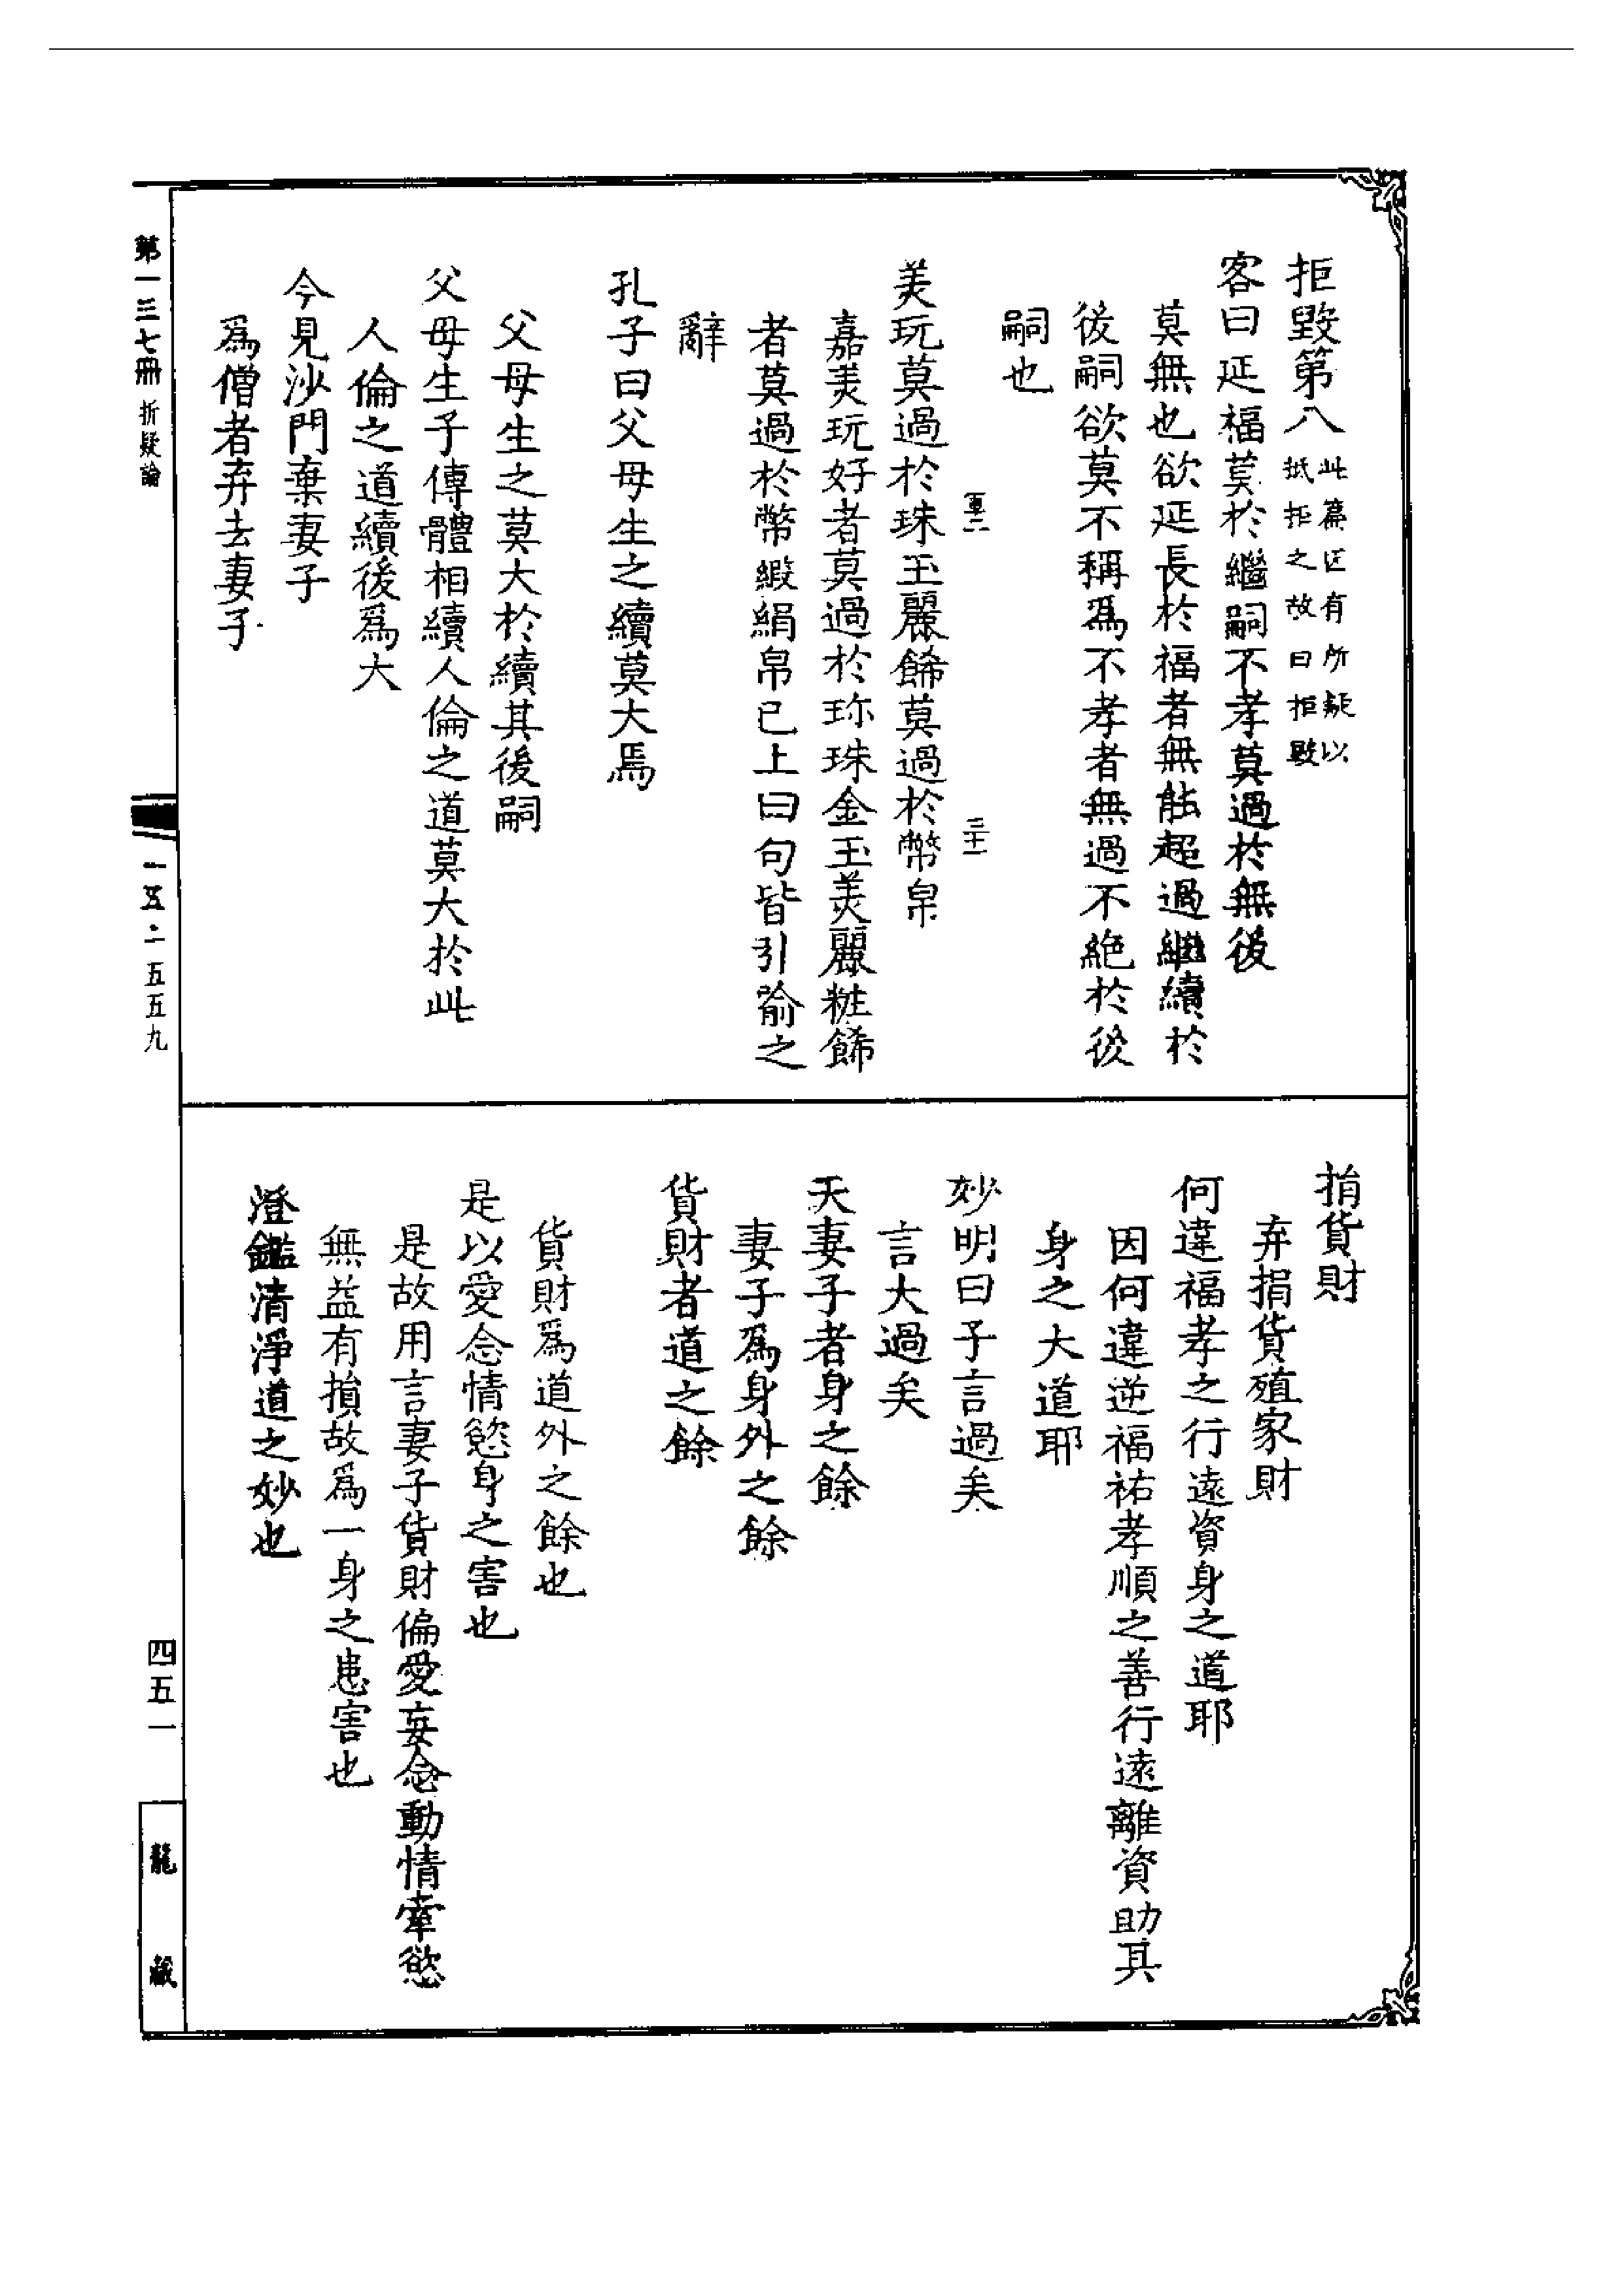 拒毀第八
此篇因有所疑以
抵拒之故曰拒毀
客曰延福莫於繼嗣不孝莫過於無後
莫無也欲延長於福者無能超過繼續於
後嗣欲莫不稱爲不孝者無過不絶於後
嗣也
美玩莫過於珠玉麗餙莫過於幣帛
嘉美玩好者莫過於珎珠金玉美麗粧餙
者莫過於幣緞絹帛已上曰句皆引喻之
辭
孔子曰父母生之續莫大焉
父母生之莫大於續其後嗣
父母生子傳體相續人倫之道莫大於此
人倫之道續後爲大
今見沙門棄妻子
爲僧者弃去妻子
捐貨財
弃捐貨殖家財
何違福孝之行遠資身之道耶
因何違逆福祐孝順之善行遠離資助其
身之大道耶
妙明曰子言過矣
言大過矣
夭妻子者身之餘
妻子爲身外之餘
貨財者道之餘
貨財爲道外之餘也
是以愛念情慾身之害也
是故用言妻子貨財偏愛妄念動情牽慾
無益有損故爲一身之患害也
澄鑑清淨道之妙也
第一三七冊 折疑論
一五·二五五九
四五一
龍藏